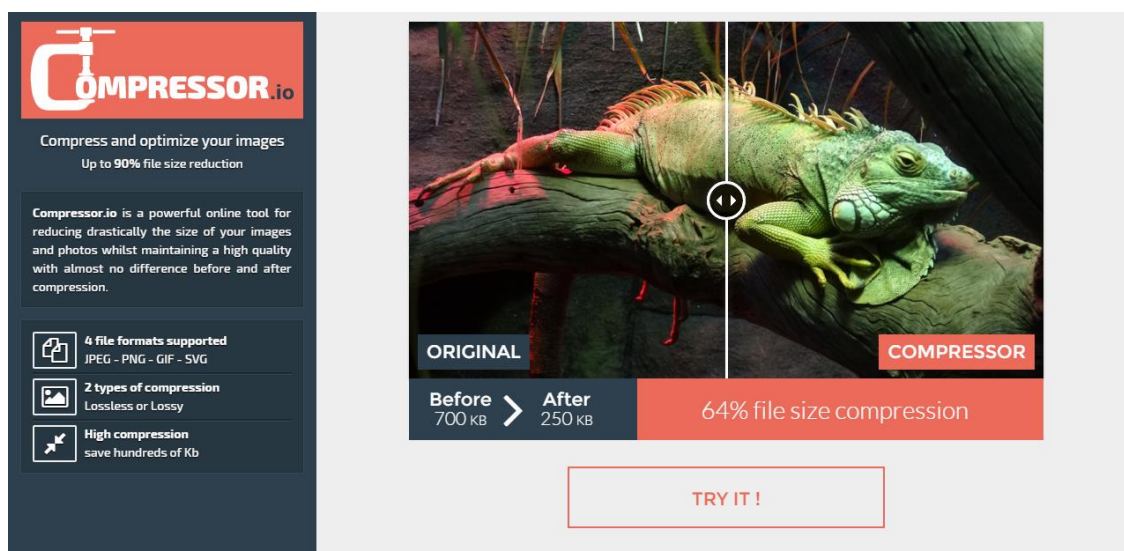 COMPRESSOR.io
Compress and optimize your images
Up to 90% file size reduction
Compressor.io is a powerful online tool for
reducing drastically the size of your images
and photos whilst maintaining a high quality
with almost no difference before and after
compression.
4 file formats supported
JPEG - PNG - GIF - SVG
2 types of compression
Lossless or Lossy
High compression
save hundreds of Kb
ORIGINAL
COMPRESSOR
Before
700 KB
After
250 KB
64% file size compression
TRY IT !